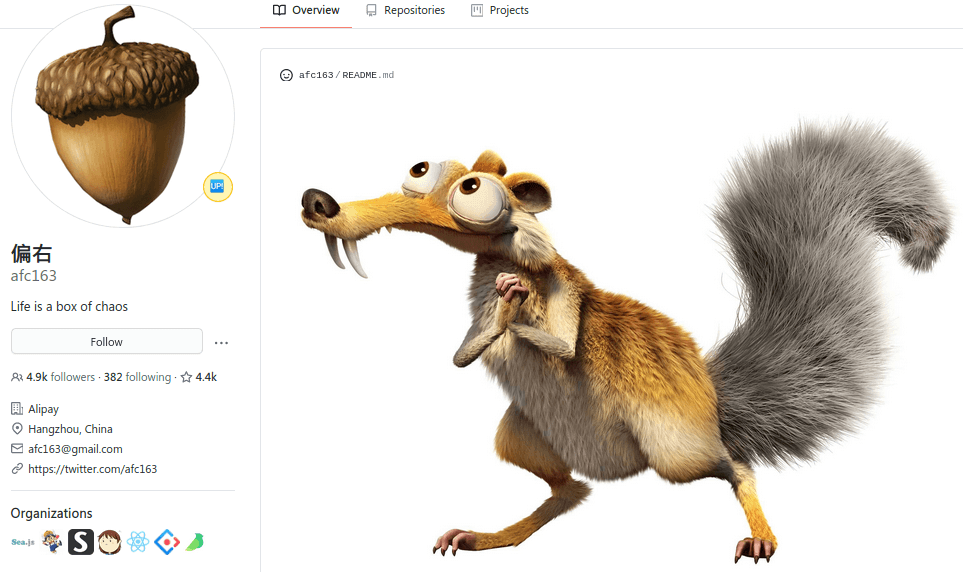 Overview Repositories Projects
afc163/README.md
UP!
偏右
afc163
Life is a box of chaos
Follow
4.9k followers · 382 following · 4.4k
Alipay
Hangzhou, China
afc163@gmail.com
https://twitter.com/afc163
Organizations
Sea.js S